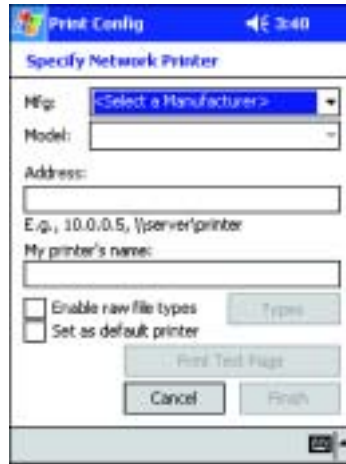 Print Config 3:40
Specify Network Printer
Mfg: <Select a Manufacturer>
Model:
Address:
E.g., 10.0.0.5, \\server\printer
My printer's name:
Enable raw file types Types
Set as default printer
Print Test Page
Cancel Finish